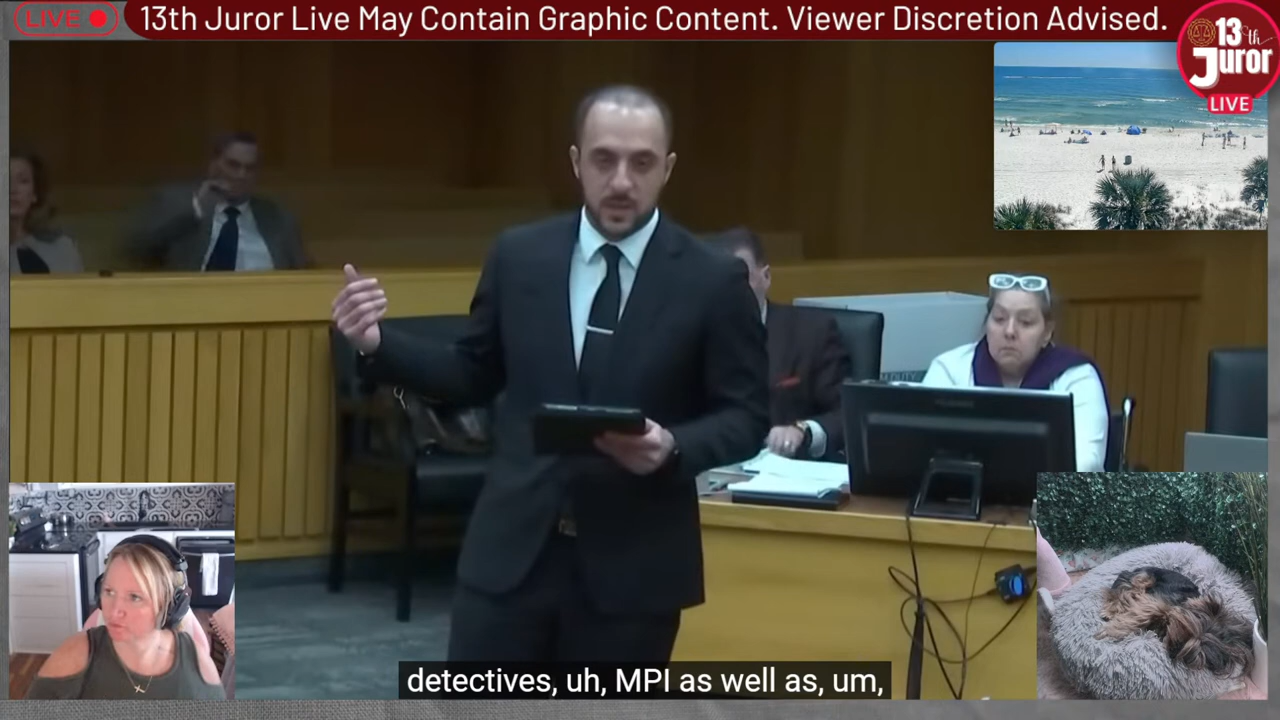 LIVE
13th Juror Live May Contain Graphic Content. Viewer Discretion Advised.
13th
Juror
LIVE
detectives, uh, MPI as well as, um,